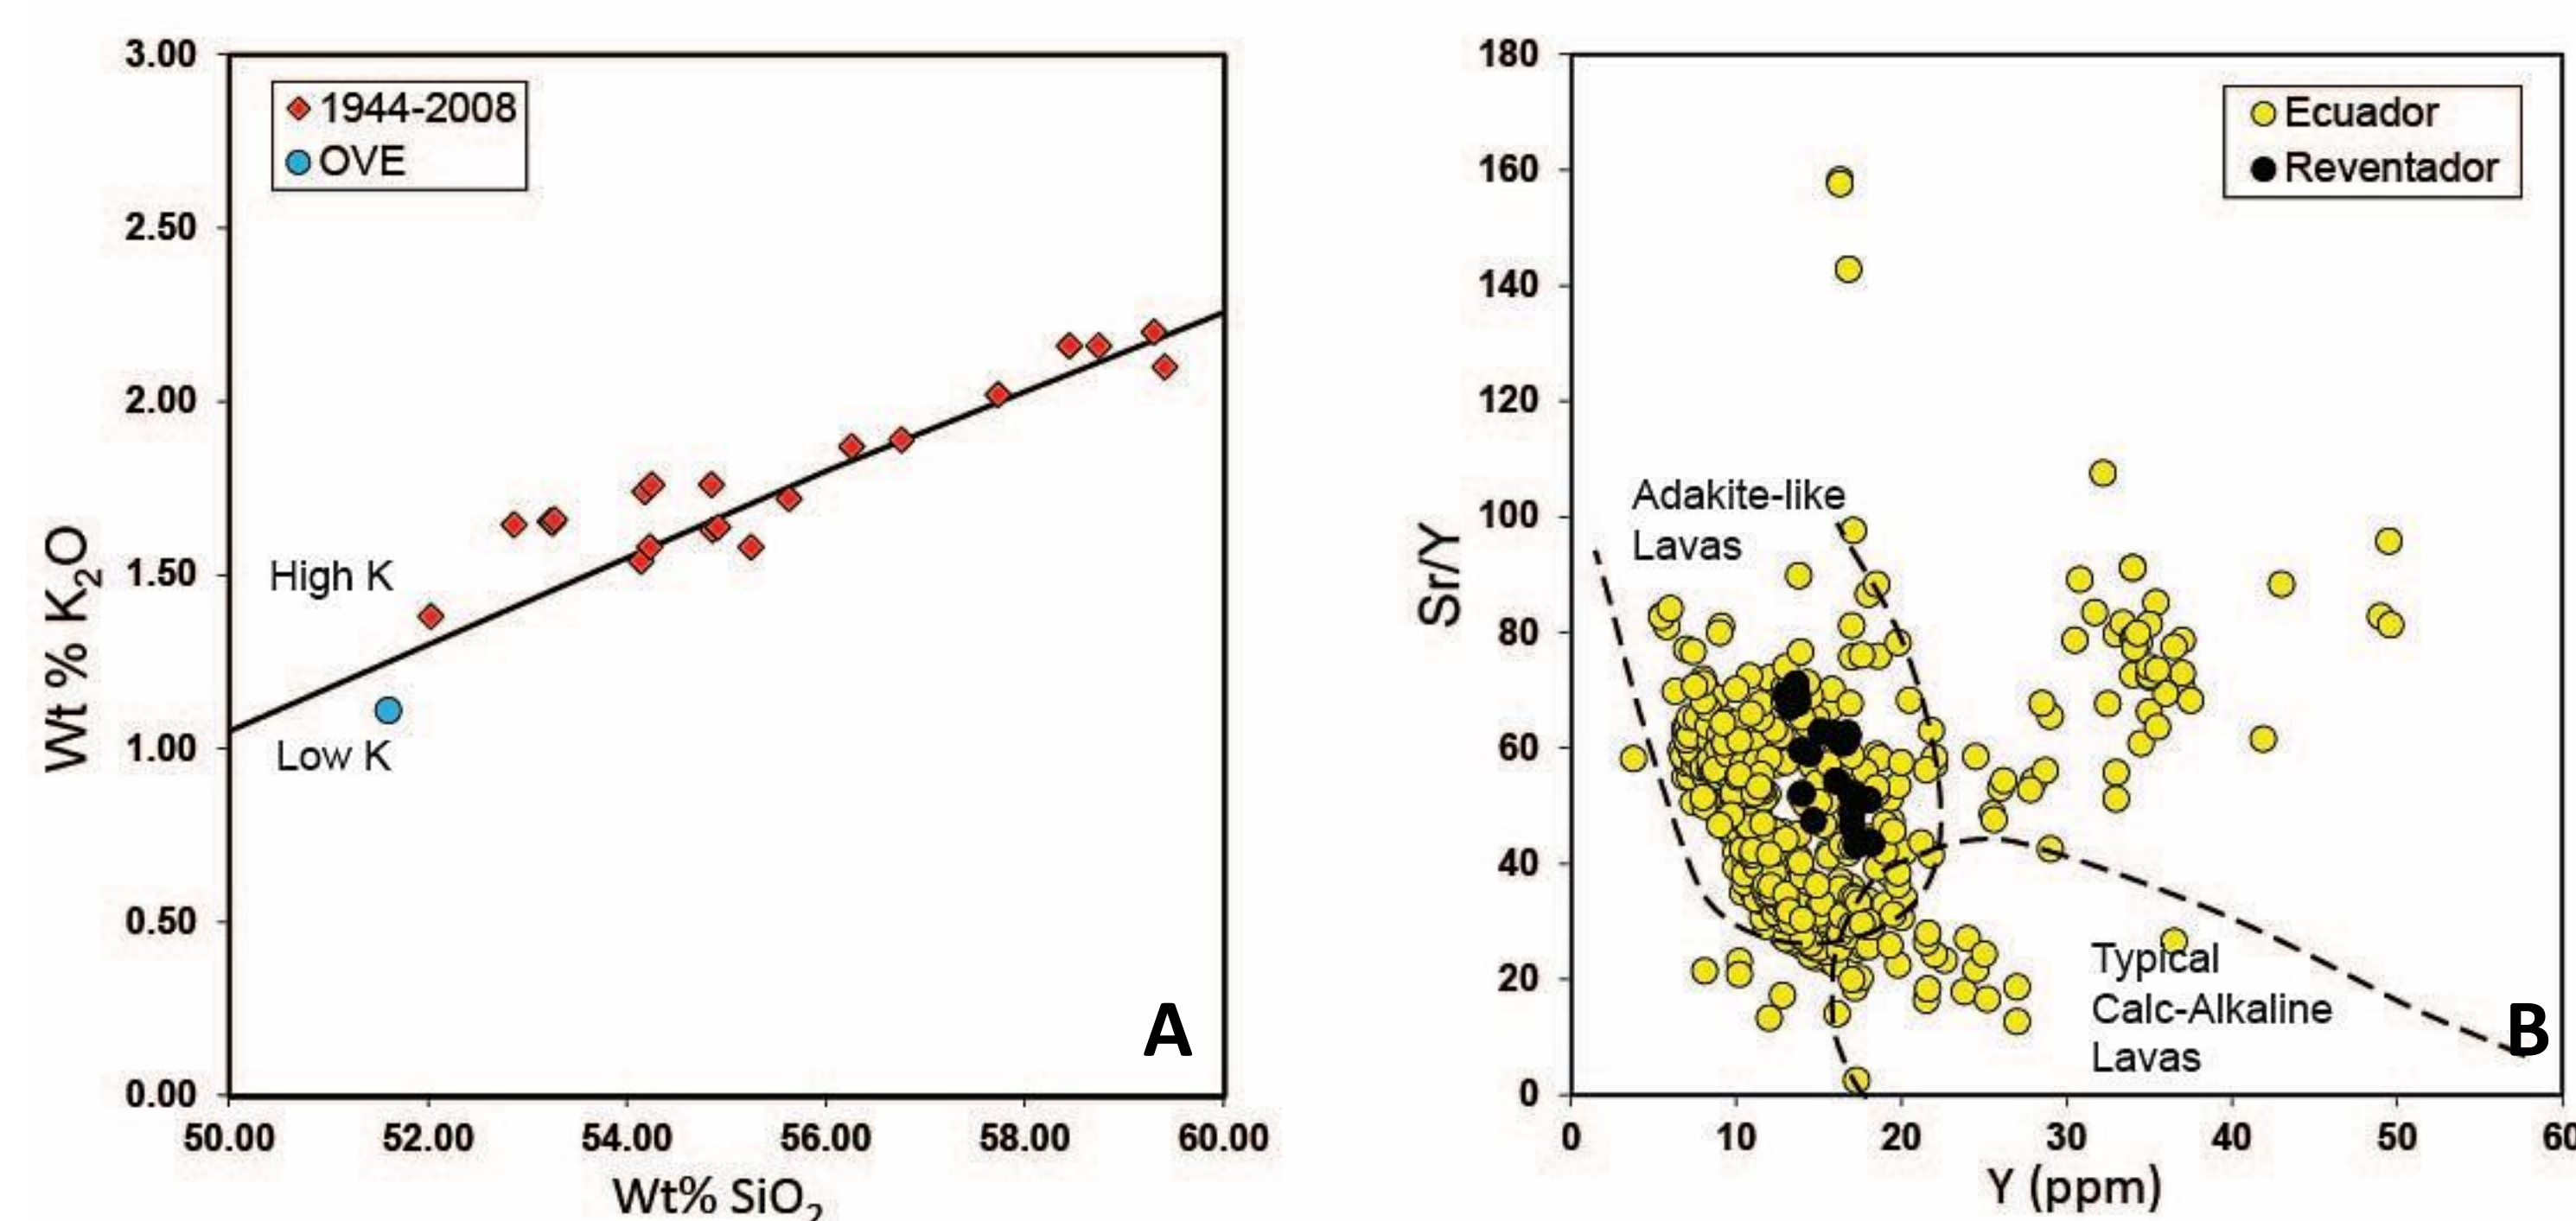 3.00
2.50
2.00
1.50
1.00
0.50
0.00
Wt % K₂O
1944-2008
OVE
High K
Low K
A
50.00 52.00 54.00 56.00 58.00 60.00
Wt% SiO₂
180
160
140
120
100
80
60
40
20
0
Sr/Y
Ecuador
Reventador
Adakite-like
Lavas
Typical
Calc-Alkaline
Lavas
B
0 10 20 30 40 50 60
Y (ppm)